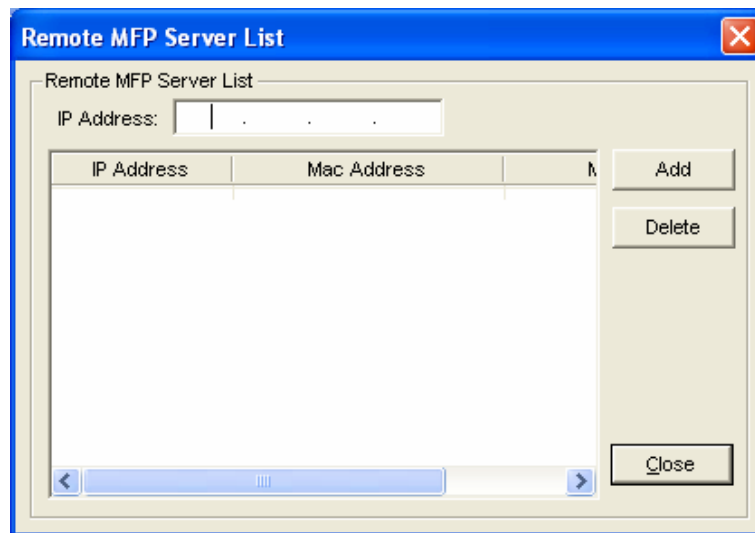 Remote MFP Server List
Remote MFP Server List
IP Address: . . .
IP Address Mac Address
Add
Delete
Close